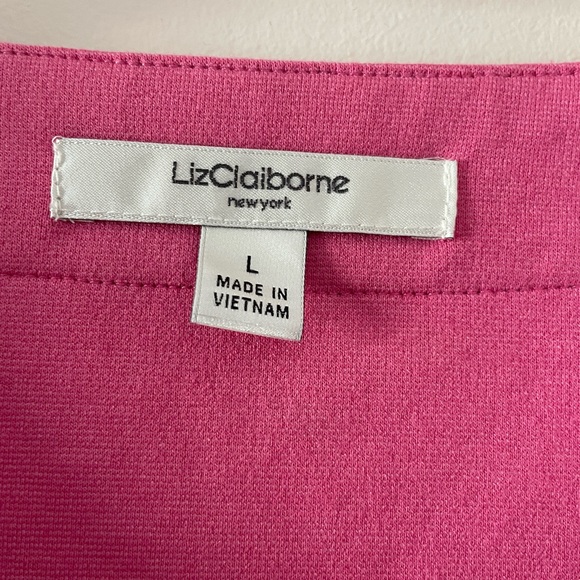 LizClaiborne
newyork
L
MADE IN
VIETNAM